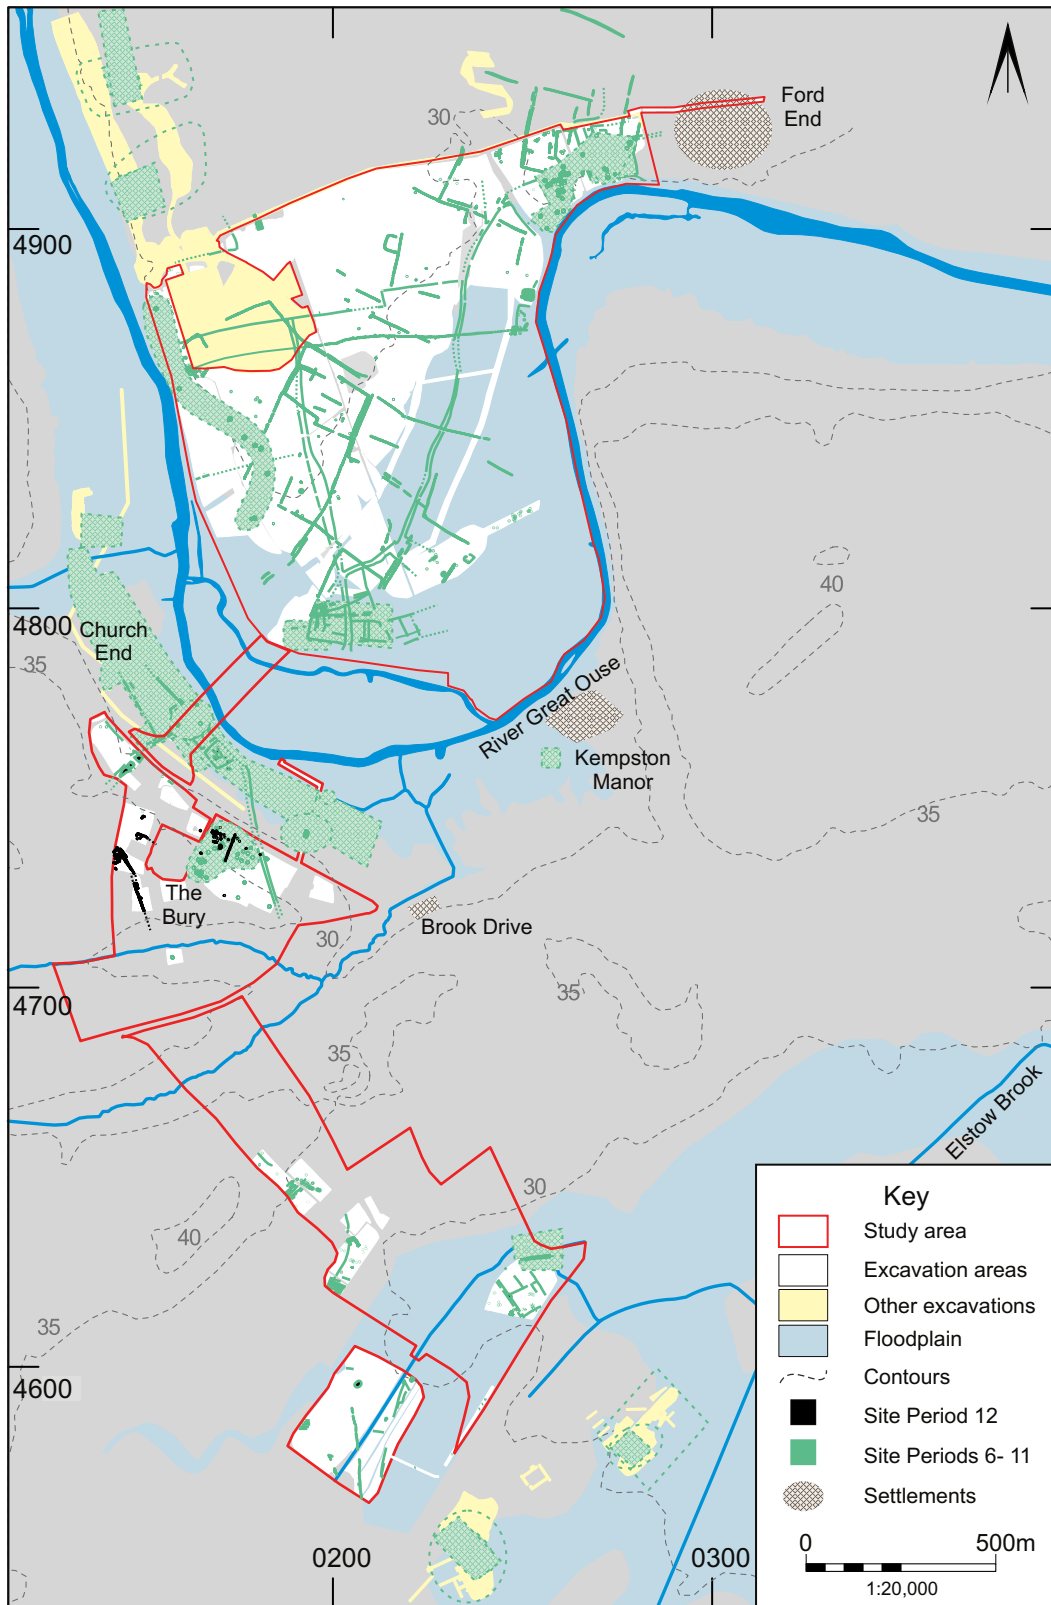 Ford
End
30
4900
40
4800
Church
End
35
River Great Ouse
Kempston
Manor
35
The
Bury
Brook Drive
30
35
4700
35
Elstow Brook
30
40
35
4600
0200
0300
Key
Study area
Excavation areas
Other excavations
Floodplain
Contours
Site Period 12
Site Periods 6- 11
Settlements
0
500m
1:20,000